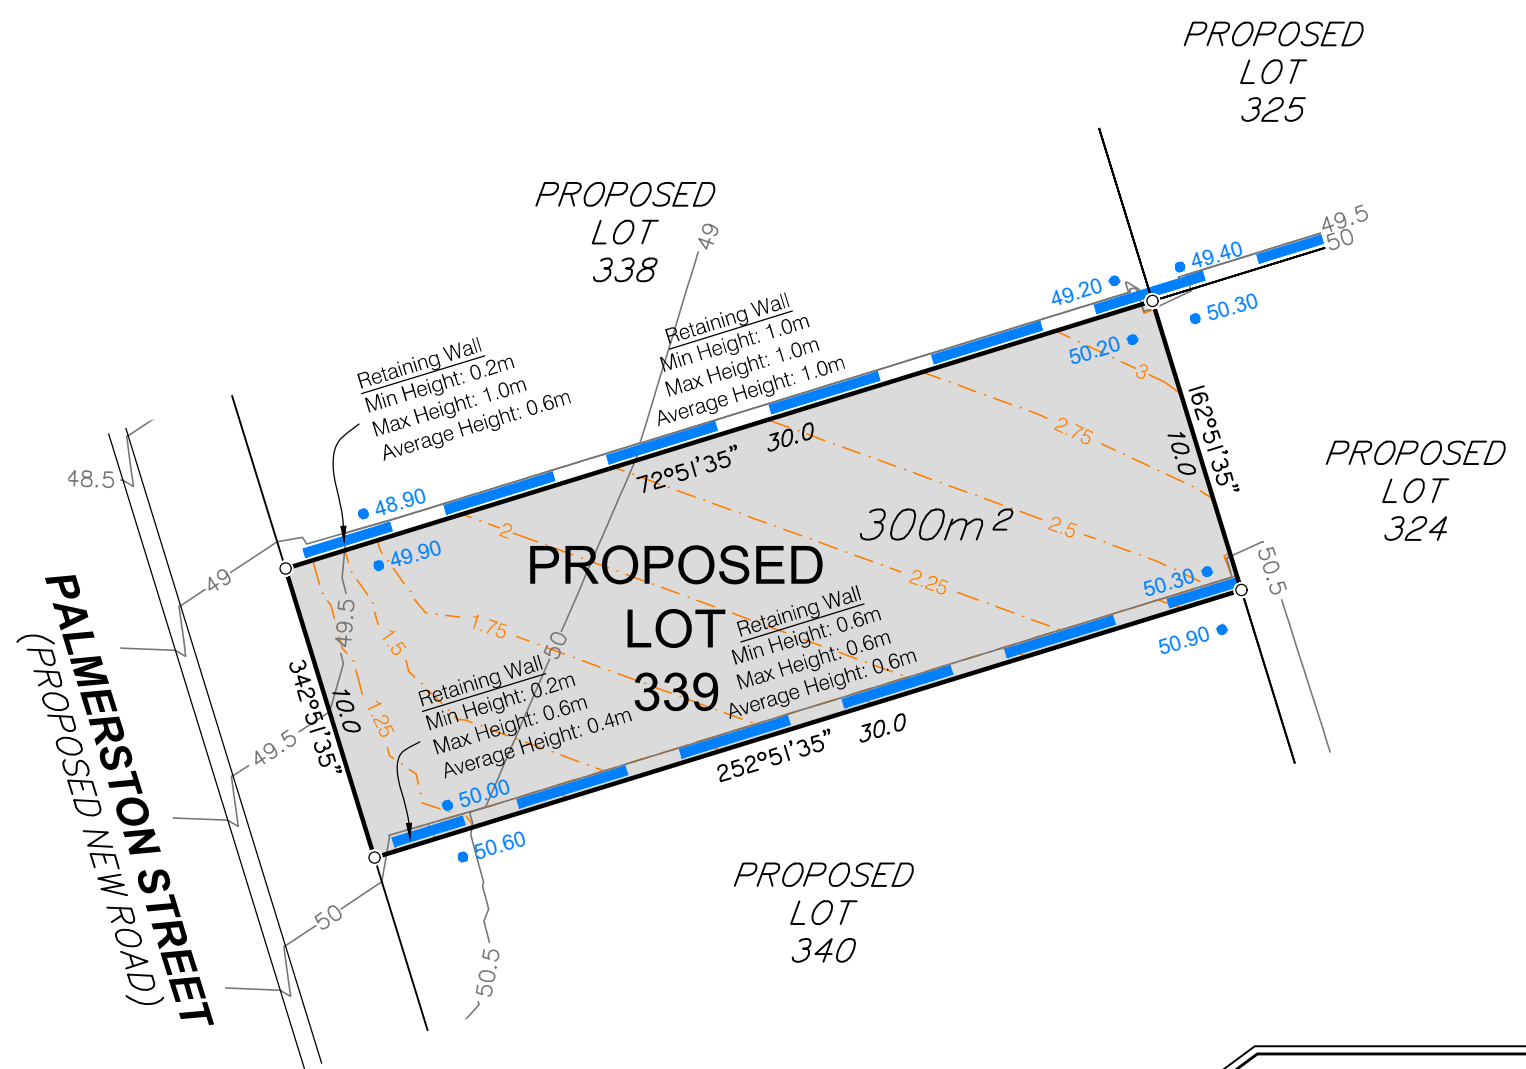 PROPOSED
LOT
325
PROPOSED
LOT
338
49
49.5
50
49.40
49.20
50.30
50.20
Retaining Wall
Min Height: 1.0m
Max Height: 1.0m
Average Height: 1.0m
Retaining Wall
Min Height: 0.2m
Max Height: 1.0m
Average Height: 0.6m
3
162°51'35"
10.0
2.75
72°51'35"
30.0
PROPOSED
LOT
324
48.5
48.90
49.90
2
300m²
2.5
2.25
PROPOSED
LOT
339
49
49.5
1.75
1.5
50
50.30
50.5
50.90
Retaining Wall
Min Height: 0.6m
Max Height: 0.6m
Average Height: 0.6m
Retaining Wall
Min Height: 0.2m
Max Height: 0.6m
Average Height: 0.4m
342°51'35"
10.0
1.25
49.5
252°51'35"
30.0
50.00
50.60
PALMERSTON STREET
(PROPOSED NEW ROAD)
50
50.5
PROPOSED
LOT
340